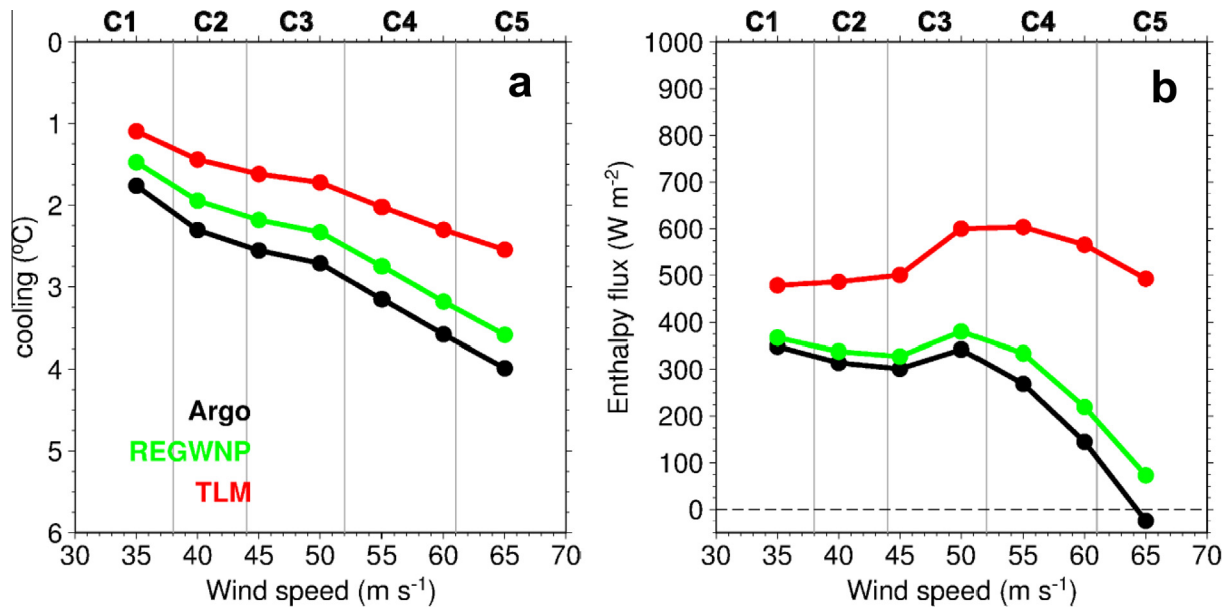 C1 C2 C3 C4 C5
a
0
1
2
3
4
5
6
cooling (ºC)
Argo
REGWNP
TLM
30 40 45 50 55 60 65 70
Wind speed (m s⁻¹)
C1 C2 C3 C4 C5
b
1000
900
800
700
600
500
400
300
200
100
0
Enthalpy flux (W m⁻²)
30 35 40 45 50 55 60 65 70
Wind speed (m s⁻¹)